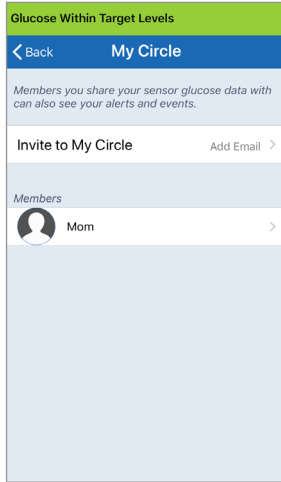 Glucose Within Target Levels
Back My Circle
Members you share your sensor glucose data with
can also see your alerts and events.
Invite to My Circle Add Email
Members
Mom